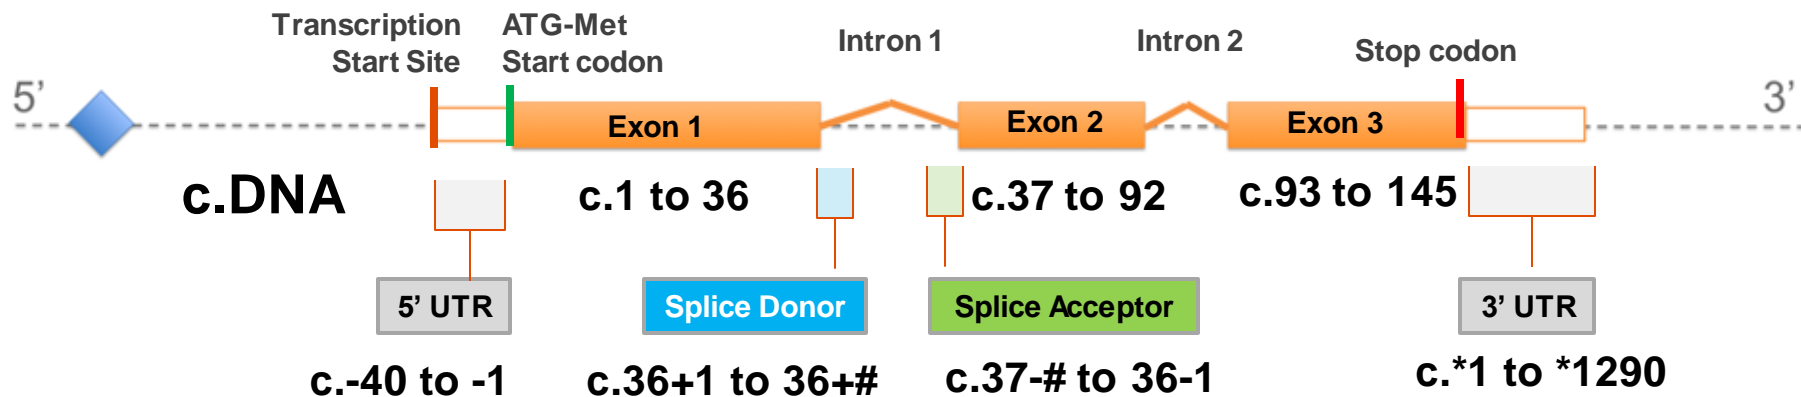 Transcription
Start Site
ATG-Met
Start codon
Intron 1
Intron 2
Stop codon
5’
3’
Exon 1
Exon 2
Exon 3
c.DNA
c.1 to 36
c.37 to 92
c.93 to 145
5’ UTR
Splice Donor
Splice Acceptor
3’ UTR
c.-40 to -1
c.36+1 to 36+#
c.37-# to 36-1
c.*1 to *1290